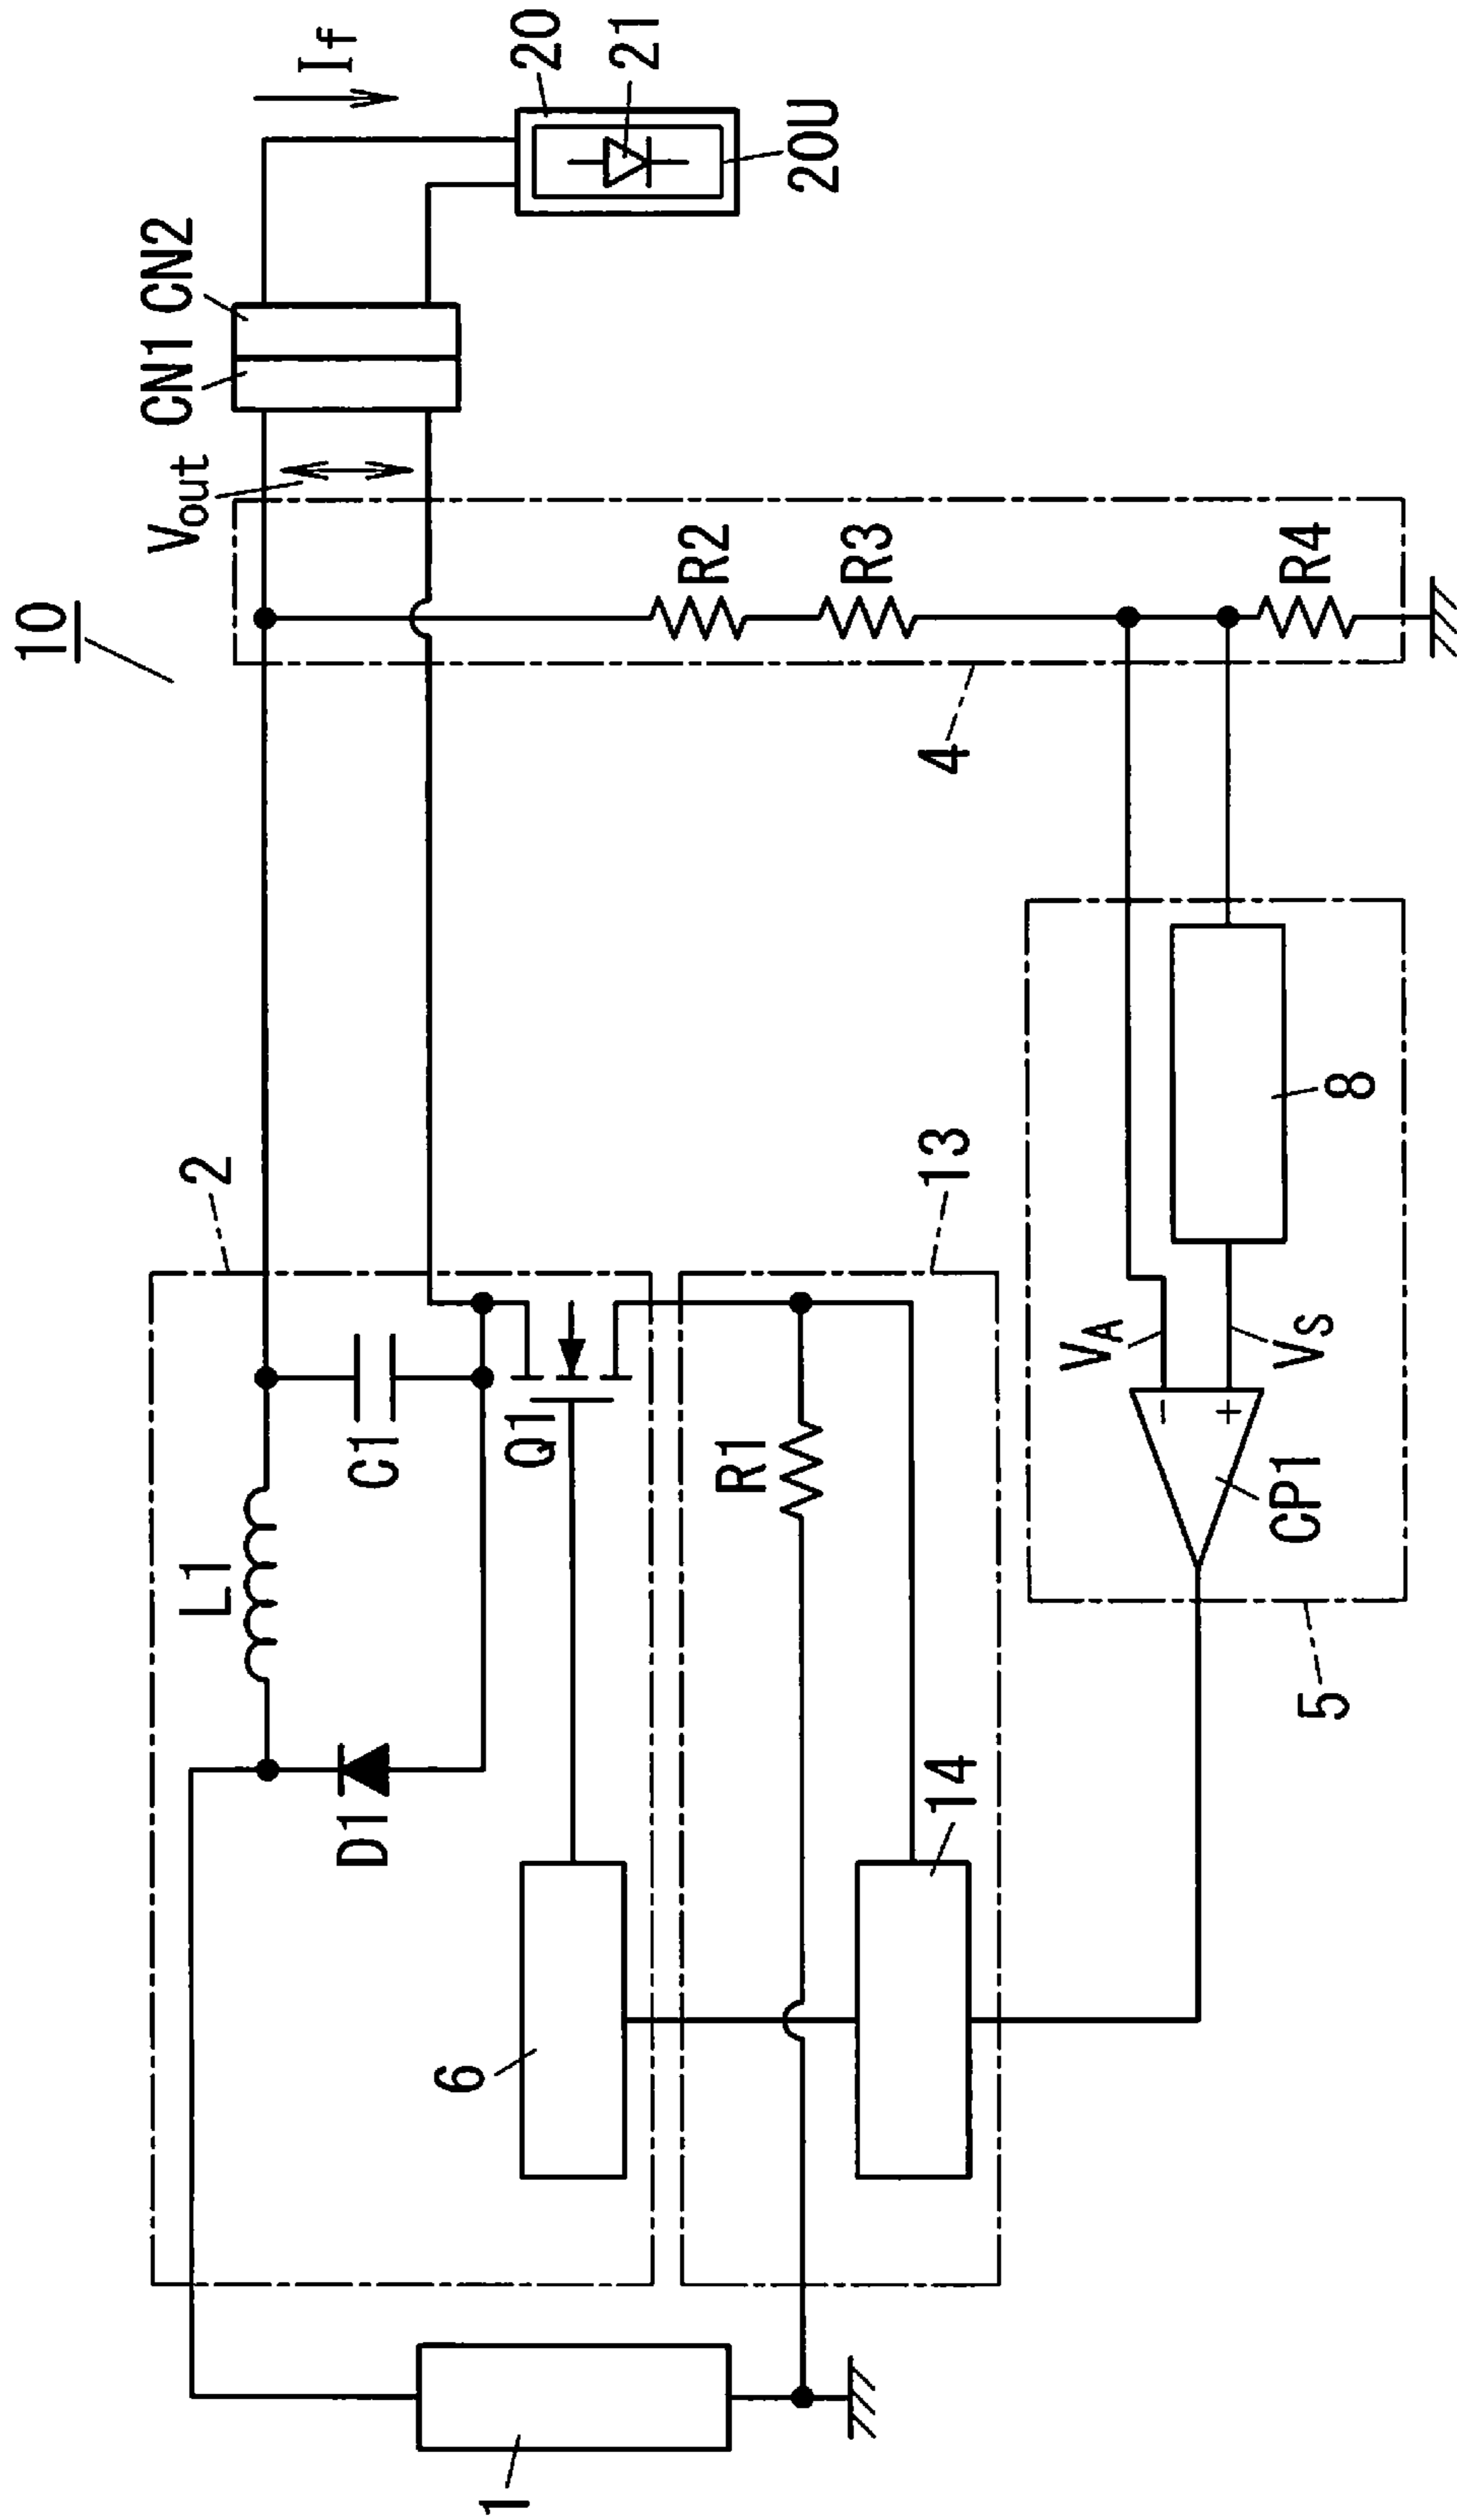 10
Vout
CN1 CN2
If
20
21
20U
2
L1
D1
C1
Q1
6
R2
R3
R4
4
13
R1
14
1
VA
VS
−
+
CP1
8
5